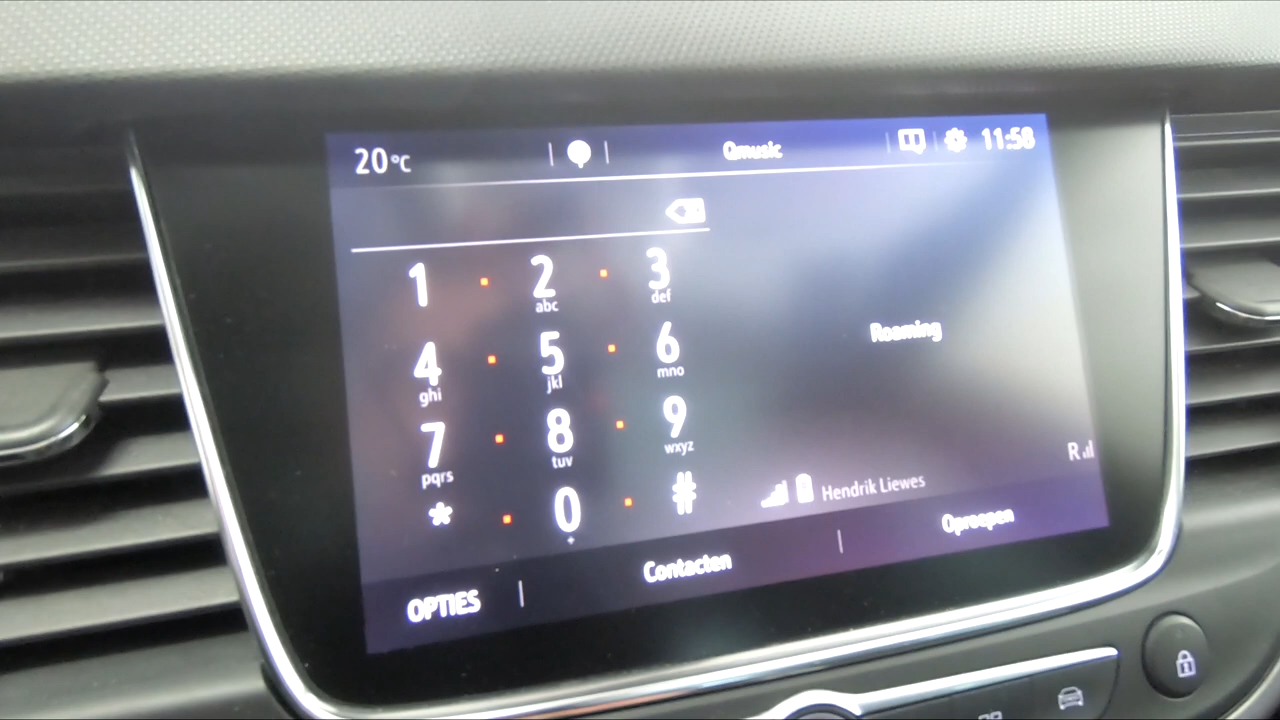 20°C Qmusic 11:58
1 2 3
abc def
4 5 6
ghi jkl mno
Roaming
7 8 9
pqrs tuv wxyz
R
* 0 #
+
Hendrik Liewes
OPTIES Contacten Oproepen